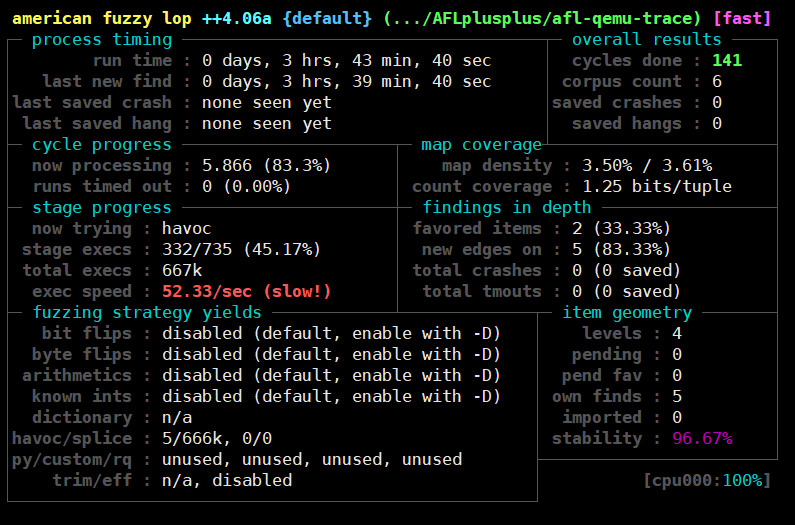 american fuzzy lop ++4.06a {default} (.../AFLplusplus/afl-qemu-trace) [fast]
process timing overall results
run time : 0 days, 3 hrs, 43 min, 40 sec cycles done : 141
last new find : 0 days, 3 hrs, 39 min, 40 sec corpus count : 6
last saved crash : none seen yet saved crashes : 0
last saved hang : none seen yet saved hangs : 0
cycle progress map coverage
now processing : 5.866 (83.3%) map density : 3.50% / 3.61%
runs timed out : 0 (0.00%) count coverage : 1.25 bits/tuple
stage progress findings in depth
now trying : havoc favored items : 2 (33.33%)
stage execs : 332/735 (45.17%) new edges on : 5 (83.33%)
total execs : 667k total crashes : 0 (0 saved)
exec speed : 52.33/sec (slow!) total tmouts : 0 (0 saved)
fuzzing strategy yields item geometry
bit flips : disabled (default, enable with -D) levels : 4
byte flips : disabled (default, enable with -D) pending : 0
arithmetics : disabled (default, enable with -D) pend fav : 0
known ints : disabled (default, enable with -D) own finds : 5
dictionary : n/a imported : 0
havoc/splice : 5/666k, 0/0 stability : 96.67%
py/custom/rq : unused, unused, unused, unused
trim/eff : n/a, disabled [cpu000:100%]